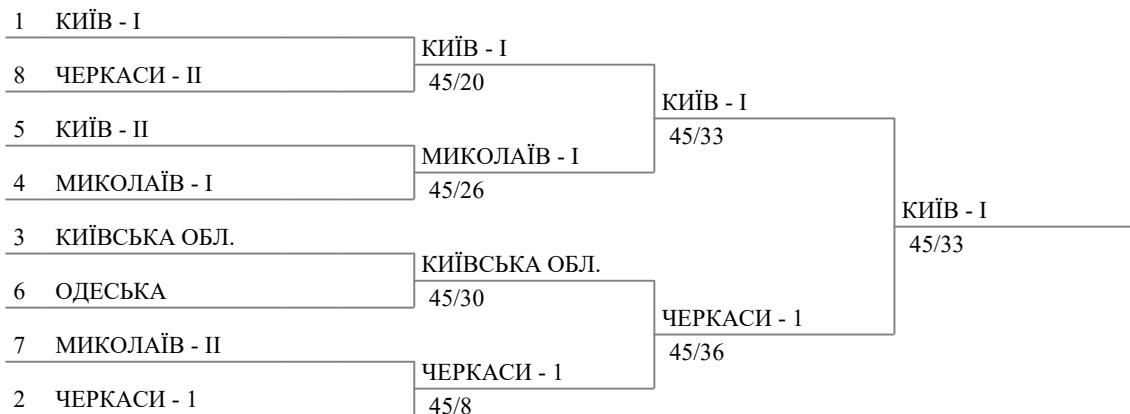 1 КИЇВ - I
8 ЧЕРКАСИ - II
5 КИЇВ - II
4 МИКОЛАЇВ - I
3 КИЇВСЬКА ОБЛ.
6 ОДЕСЬКА
7 МИКОЛАЇВ - II
2 ЧЕРКАСИ - 1
КИЇВ - I
45/20
МИКОЛАЇВ - I
45/26
КИЇВСЬКА ОБЛ.
45/30
ЧЕРКАСИ - 1
45/8
КИЇВ - I
45/33
ЧЕРКАСИ - 1
45/36
КИЇВ - I
45/33